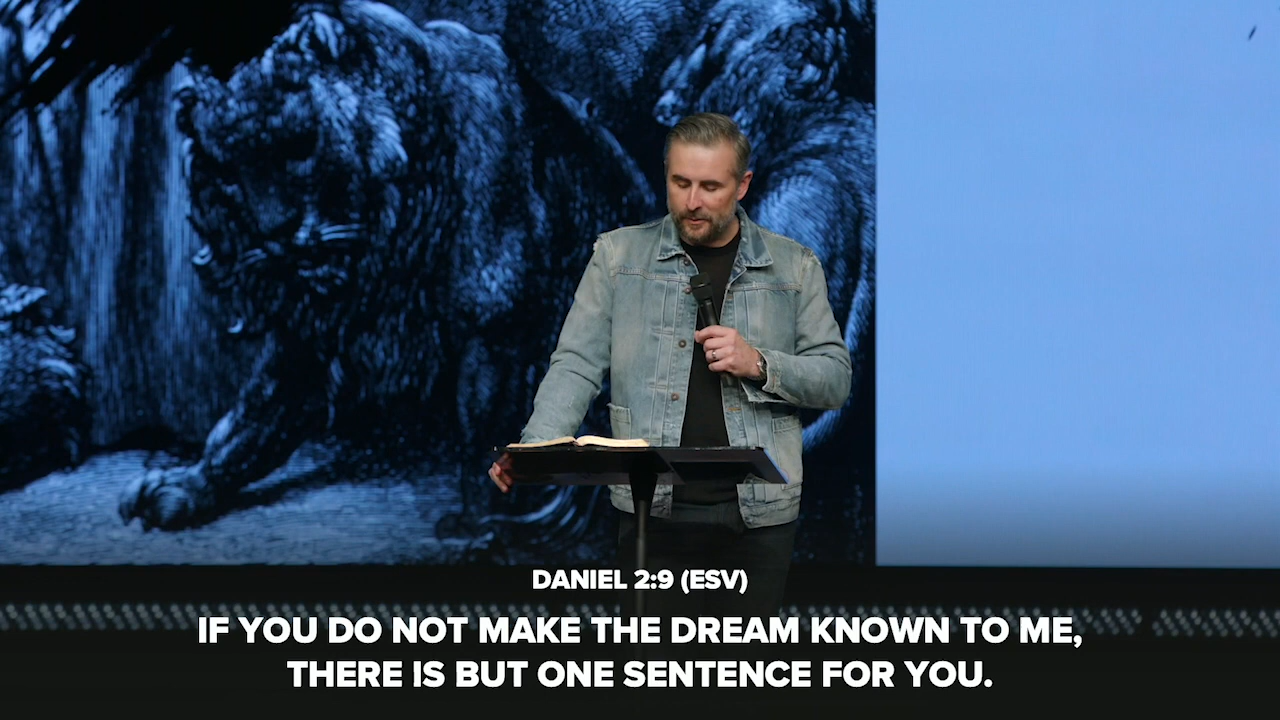 DANIEL 2:9 (ESV)
IF YOU DO NOT MAKE THE DREAM KNOWN TO ME,
THERE IS BUT ONE SENTENCE FOR YOU.